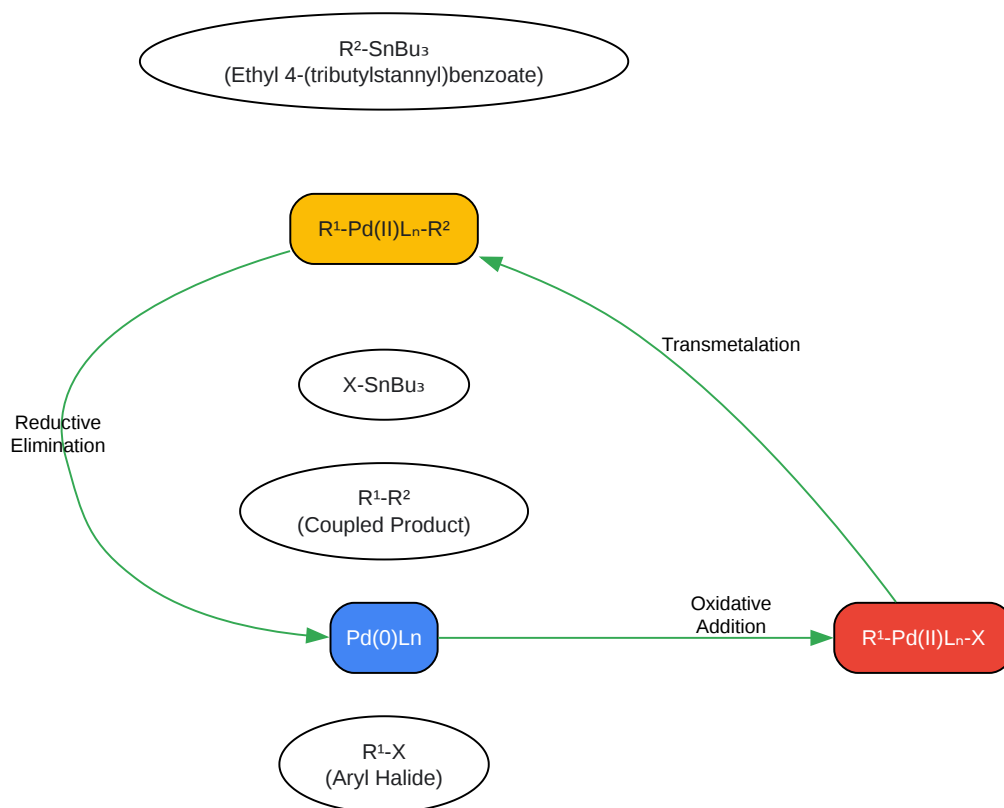 R²-SnBu₃
(Ethyl 4-(tributylstannyl)benzoate)
R¹-Pd(II)Lₙ-R²
Transmetalation
X-SnBu₃
Reductive
Elimination
R¹-R²
(Coupled Product)
Oxidative
Addition
Pd(0)Ln
R¹-Pd(II)Lₙ-X
R¹-X
(Aryl Halide)